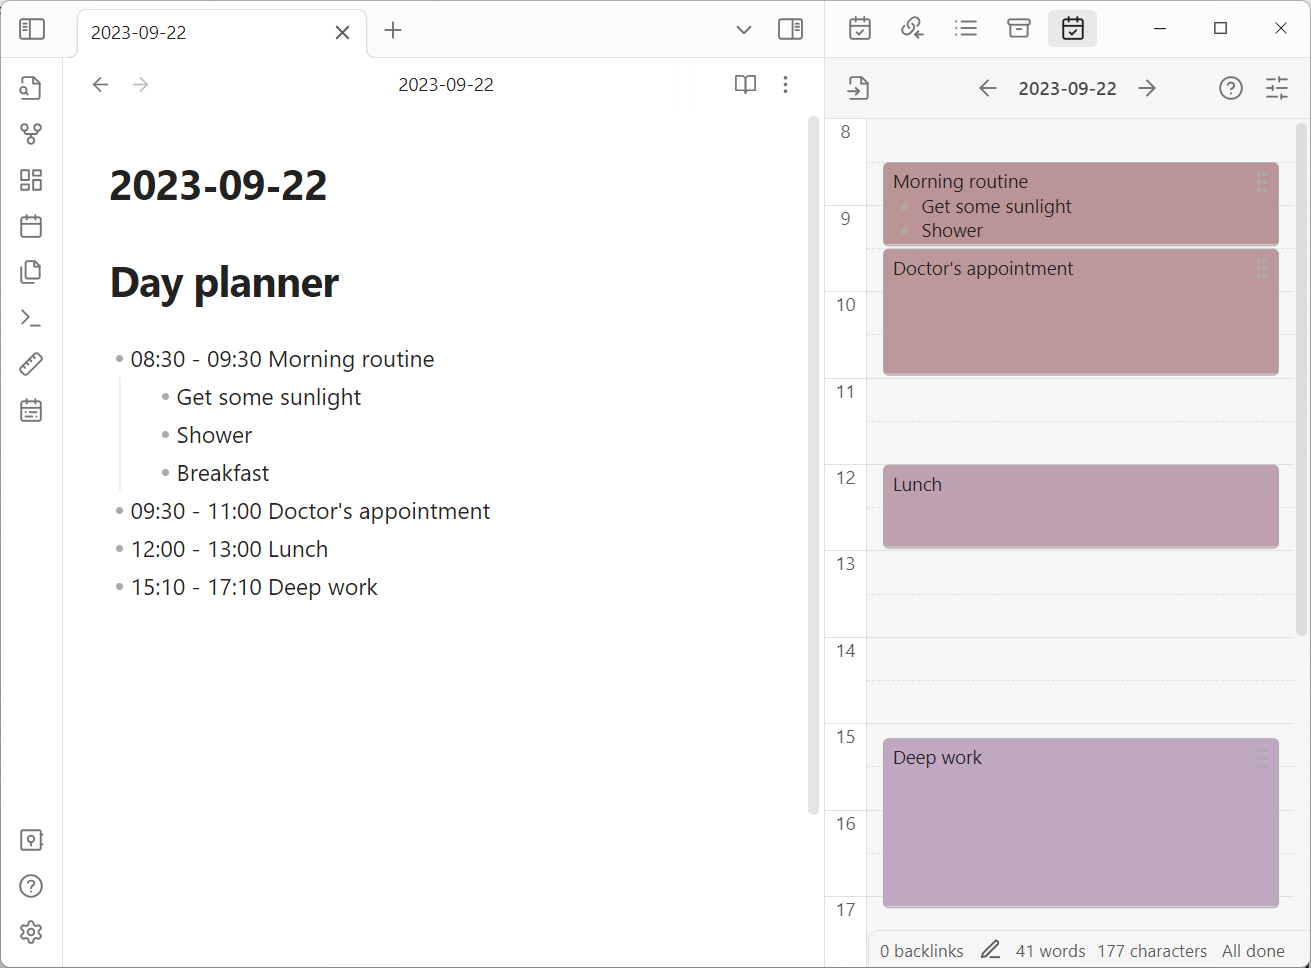 2023-09-22
2023-09-22
2023-09-22
Day planner
08:30 - 09:30 Morning routine
Get some sunlight
Shower
Breakfast
09:30 - 11:00 Doctor's appointment
12:00 - 13:00 Lunch
15:10 - 17:10 Deep work
2023-09-22
8
Morning routine
Get some sunlight
9
Shower
Doctor's appointment
10
11
12
Lunch
13
14
15
Deep work
16
17
0 backlinks 41 words 177 characters All done